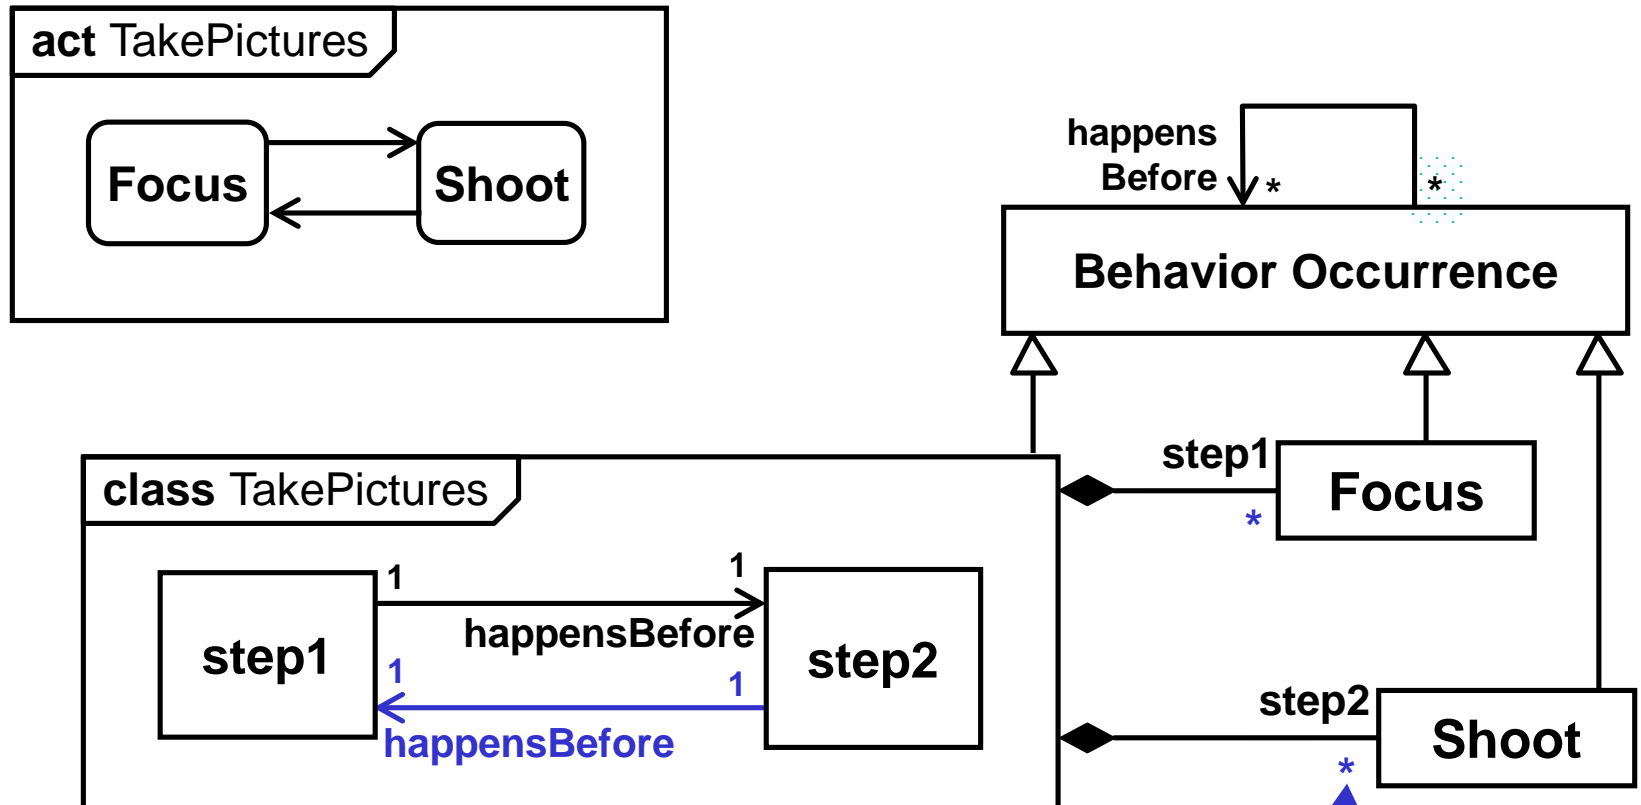 act TakePictures
Focus
Shoot
happens
Before
*
*
Behavior Occurrence
class TakePictures
step1
*
Focus
1
1
happensBefore
step1
step2
1
1
happensBefore
step2
*
Shoot